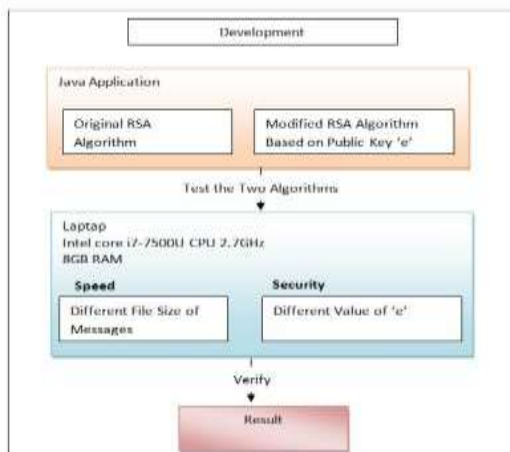 Development
Java Application
Original RSA
Algorithm
Modified RSA Algorithm
Based on Public Key 'e'
Test the Two Algorithms
Laptap
Intel core i7-7500U CPU 2.7GHz
8GB RAM
Speed
Security
Different File Size of
Messages
Different Value of 'e'
Verify
Result